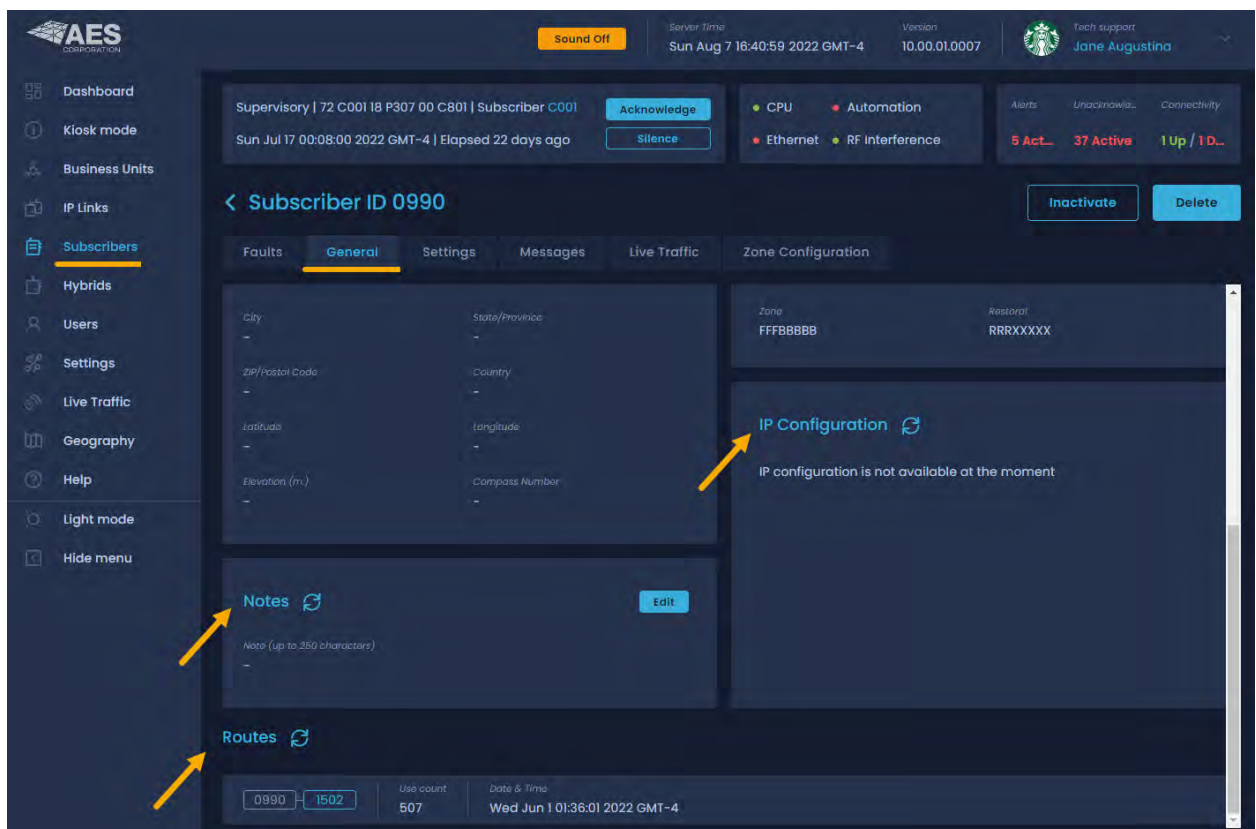 AES
CORPORATION
Sound Off
Server Time
Sun Aug 7 16:40:59 2022 GMT-4
Version
10.00.01.0007
Tech support
Jane Augustina
Dashboard
Kiosk mode
Business Units
IP Links
Subscribers
Hybrids
Users
Settings
Live Traffic
Geography
Help
Light mode
Hide menu
Supervisory | 72 C001 18 P307 00 C801 | Subscriber C001
Acknowledge
Sun Jul 17 00:08:00 2022 GMT-4 | Elapsed 22 days ago
Silence
CPU
Automation
Ethernet
RF Interference
Alerts
Unacknowle...
Connectivity
5 Act...
37 Active
1 Up / 1 D...
< Subscriber ID 0990
Inactivate
Delete
Faults
General
Settings
Messages
Live Traffic
Zone Configuration
City
-
State/Province
-
ZIP/Postal Code
-
Country
-
Latitude
-
Longitude
-
Elevation (m.)
-
Compass Number
-
Zone
FFFBBBBB
Restoral
RRRXXXXX
IP Configuration
IP configuration is not available at the moment
Notes
Edit
Note (up to 250 characters)
-
Routes
0990
1502
Use count
507
Date & Time
Wed Jun 1 01:36:01 2022 GMT-4